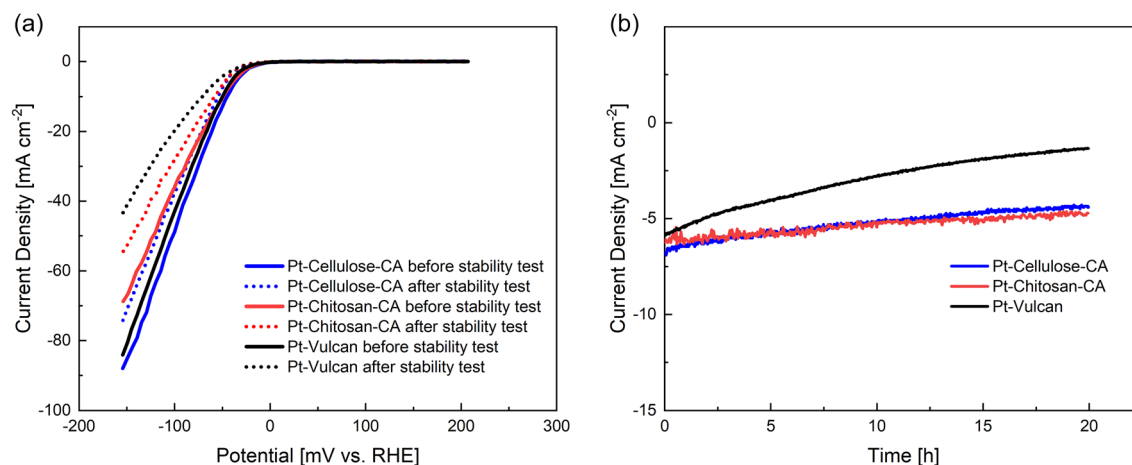 (a)
0
-20
-40
-60
-80
-100
Current Density [mA cm-2]
Pt-Cellulose-CA before stability test
Pt-Cellulose-CA after stability test
Pt-Chitosan-CA before stability test
Pt-Chitosan-CA after stability test
Pt-Vulcan before stability test
Pt-Vulcan after stability test
-200 -100 0 100 200 300
Potential [mV vs. RHE]
(b)
0
-5
-10
-15
Current Density [mA cm-2]
Pt-Cellulose-CA
Pt-Chitosan-CA
Pt-Vulcan
0 5 10 15 20
Time [h]